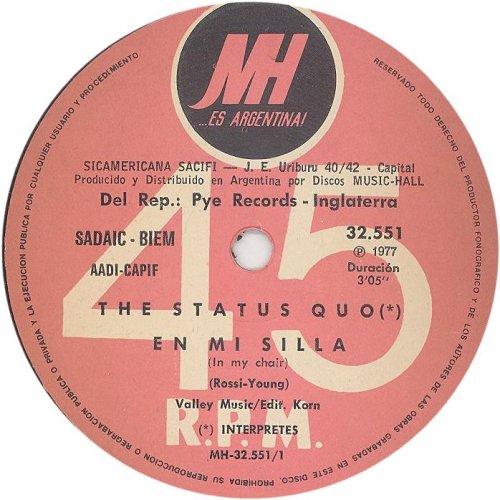 MH
...ES ARGENTINA!
SICAMERICANA SACIFI — J. E. Uriburu 40/42 - Capital
Producido y Distribuido en Argentina por Discos MUSIC-HALL
Del Rep.: Pye Records - Inglaterra
SADAIC - BIEM
32.551
AADI-CAPIF
℗ 1977
Duración
3'05"
45
THE STATUS QUO(*)
EN MI SILLA
(In my chair)
(Rossi-Young)
Valley Music/Edit. Korn
(*) INTERPRETES
R.P.M.
MH-32.551/1
RESERVADO TODO DERECHO DEL PRODUCTOR FONOGRAFICO Y DE LOS AUTORES DE LAS OBRAS GRABADAS EN ESTE DISCO. PROHIBIDA SU REPRODUCCION O REGRABACION PUBLICA O PRIVADA Y LA EJECUCION PUBLICA POR CUALQUIER USUARIO Y PROCEDIMIENTO